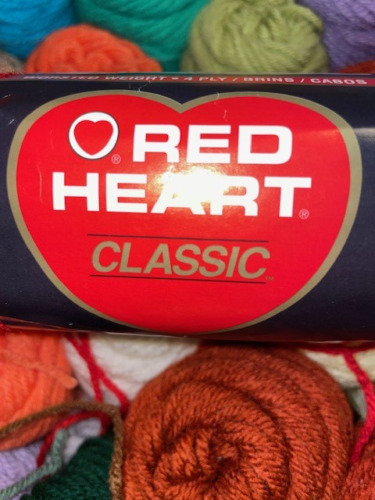 WORSTED WEIGHT • 4 PLY / BRINS / CABOS
RED
HEART
CLASSIC